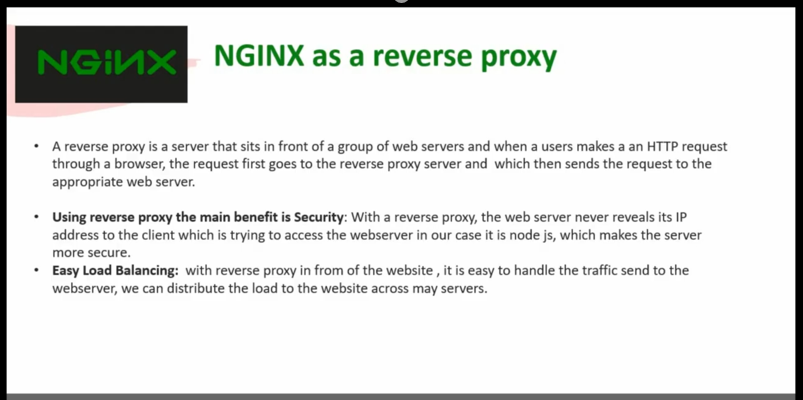 NGINX
NGINX as a reverse proxy
• A reverse proxy is a server that sits in front of a group of web servers and when a users makes a an HTTP request
through a browser, the request first goes to the reverse proxy server and which then sends the request to the
appropriate web server.
• Using reverse proxy the main benefit is Security: With a reverse proxy, the web server never reveals its IP
address to the client which is trying to access the webserver in our case it is node js, which makes the server
more secure.
• Easy Load Balancing: with reverse proxy in from of the website , it is easy to handle the traffic send to the
webserver, we can distribute the load to the website across may servers.